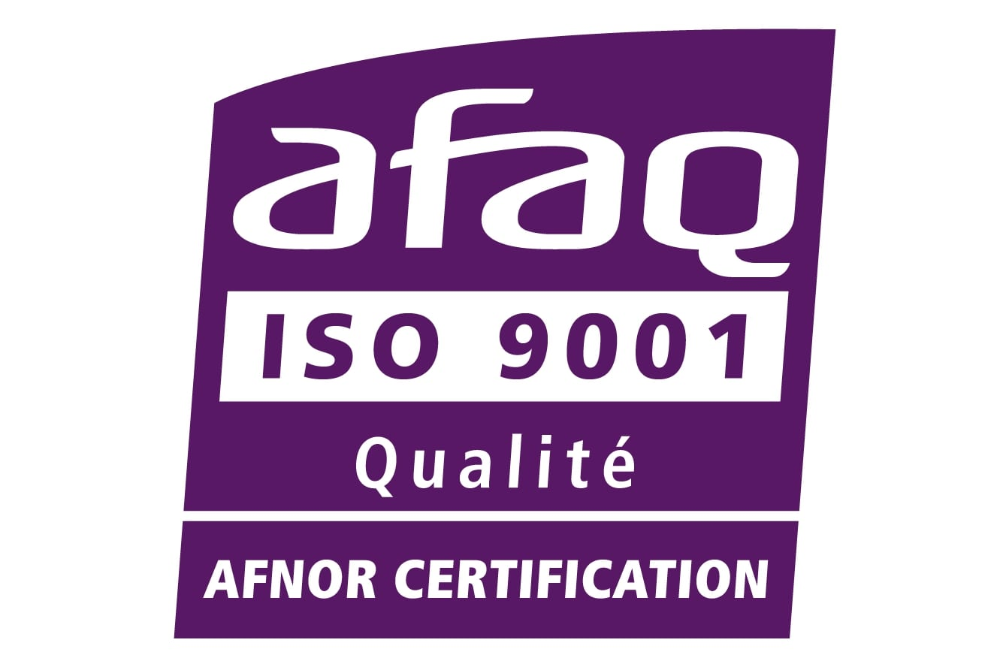 afaq
ISO 9001
Qualité
AFNOR CERTIFICATION